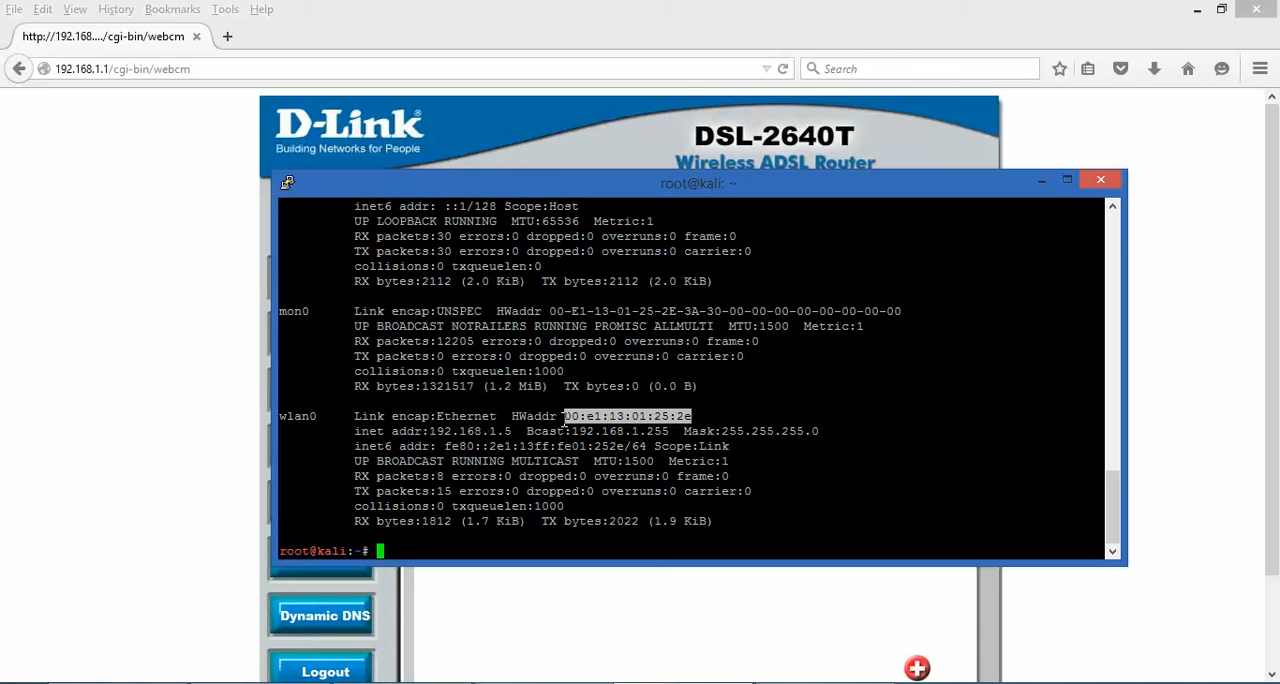 File Edit View History Bookmarks Tools Help
http://192.168..../cgi-bin/webcm
192.168.1.1/cgi-bin/webcm
Search
D-Link
Building Networks for People
DSL-2640T
Wireless ADSL Router
root@kali: ~
inet6 addr: ::1/128 Scope:Host
UP LOOPBACK RUNNING MTU:65536 Metric:1
RX packets:30 errors:0 dropped:0 overruns:0 frame:0
TX packets:30 errors:0 dropped:0 overruns:0 carrier:0
collisions:0 txqueuelen:0
RX bytes:2112 (2.0 KiB) TX bytes:2112 (2.0 KiB)
mon0 Link encap:UNSPEC HWaddr 00-E1-13-01-25-2E-3A-30-00-00-00-00-00-00-00-00
UP BROADCAST NOTRAILERS RUNNING PROMISC ALLMULTI MTU:1500 Metric:1
RX packets:12205 errors:0 dropped:0 overruns:0 frame:0
TX packets:0 errors:0 dropped:0 overruns:0 carrier:0
collisions:0 txqueuelen:1000
RX bytes:1321517 (1.2 MiB) TX bytes:0 (0.0 B)
wlan0 Link encap:Ethernet HWaddr 00:e1:13:01:25:2e
inet addr:192.168.1.5 Bcast:192.168.1.255 Mask:255.255.255.0
inet6 addr: fe80::2e1:13ff:fe01:252e/64 Scope:Link
UP BROADCAST RUNNING MULTICAST MTU:1500 Metric:1
RX packets:8 errors:0 dropped:0 overruns:0 frame:0
TX packets:15 errors:0 dropped:0 overruns:0 carrier:0
collisions:0 txqueuelen:1000
RX bytes:1812 (1.7 KiB) TX bytes:2022 (1.9 KiB)
root@kali:~#
Dynamic DNS
Logout